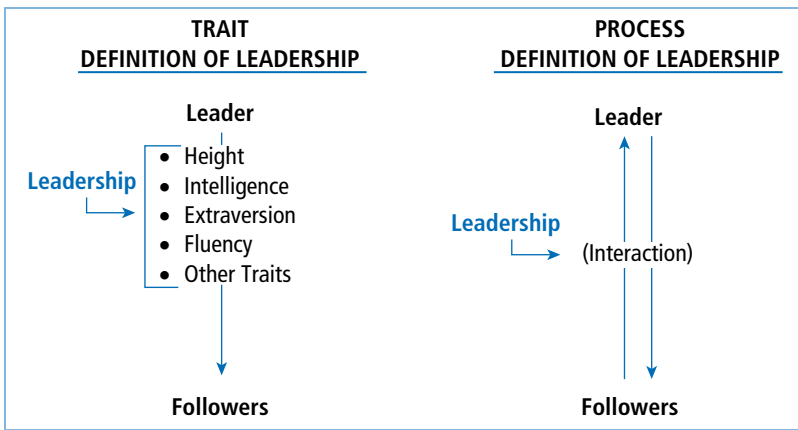 TRAIT
DEFINITION OF LEADERSHIP
Leader
Leadership
• Height
• Intelligence
• Extraversion
• Fluency
• Other Traits
Followers
PROCESS
DEFINITION OF LEADERSHIP
Leader
Leadership
(Interaction)
Followers